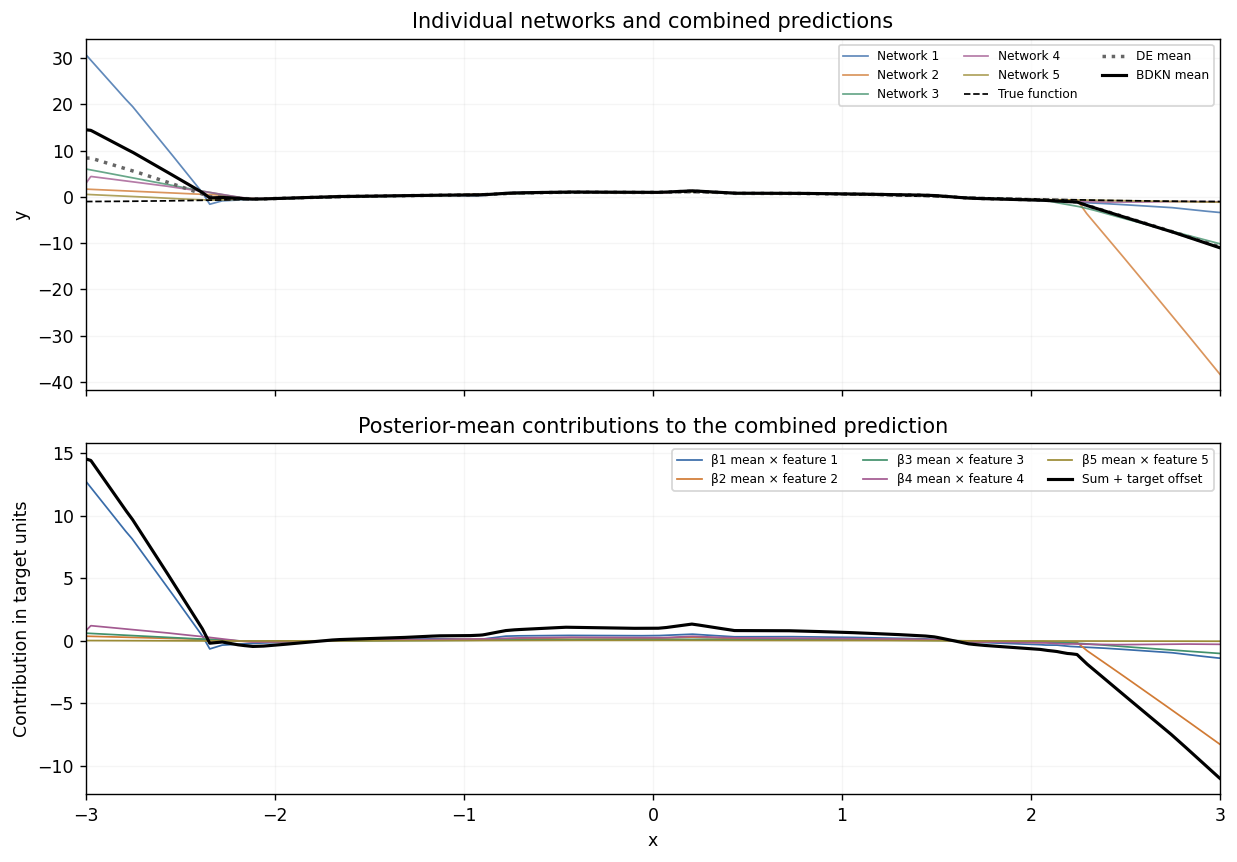 Individual networks and combined predictions
30
20
10
0
−10
−20
−30
−40
y
Network 1
Network 2
Network 3
Network 4
Network 5
True function
DE mean
BDKN mean
Posterior-mean contributions to the combined prediction
15
10
5
0
−5
−10
Contribution in target units
β1 mean × feature 1
β2 mean × feature 2
β3 mean × feature 3
β4 mean × feature 4
β5 mean × feature 5
Sum + target offset
−3 −2 −1 0 1 2 3
x